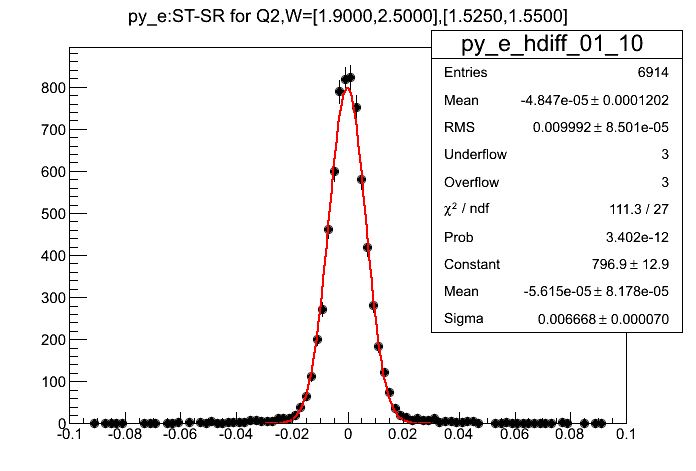 py_e:ST-SR for Q2,W=[1.9000,2.5000],[1.5250,1.5500]
py_e_hdiff_01_10
Entries 6914
Mean -4.847e-05 ± 0.0001202
RMS 0.009992 ± 8.501e-05
Underflow 3
Overflow 3
χ² / ndf 111.3 / 27
Prob 3.402e-12
Constant 796.9 ± 12.9
Mean -5.615e-05 ± 8.178e-05
Sigma 0.006668 ± 0.000070
800
700
600
500
400
300
200
100
0
-0.1 -0.08 -0.06 -0.04 -0.02 0 0.02 0.04 0.06 0.08 0.1